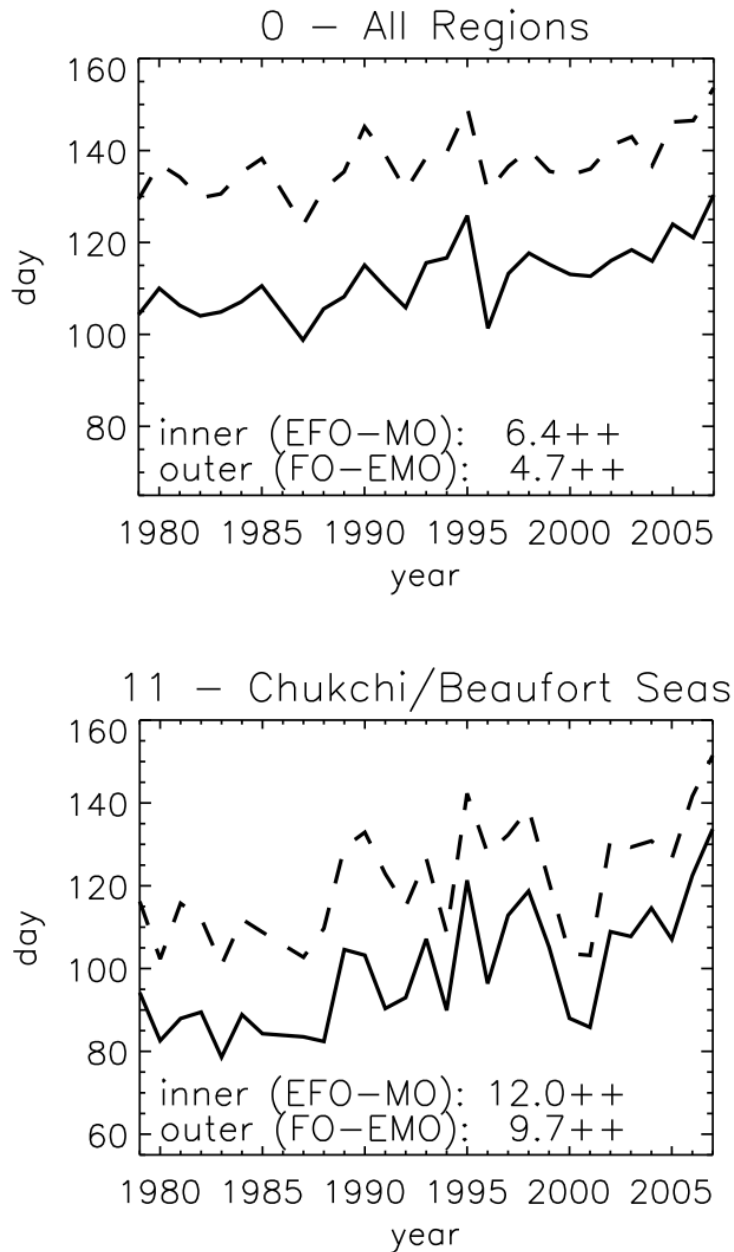 0 – All Regions
160
140
120
100
80
day
inner (EFO–MO): 6.4++
outer (FO–EMO): 4.7++
1980 1985 1990 1995 2000 2005
year
11 – Chukchi/Beaufort Seas
160
140
120
100
80
60
day
inner (EFO–MO): 12.0++
outer (FO–EMO): 9.7++
1980 1985 1990 1995 2000 2005
year